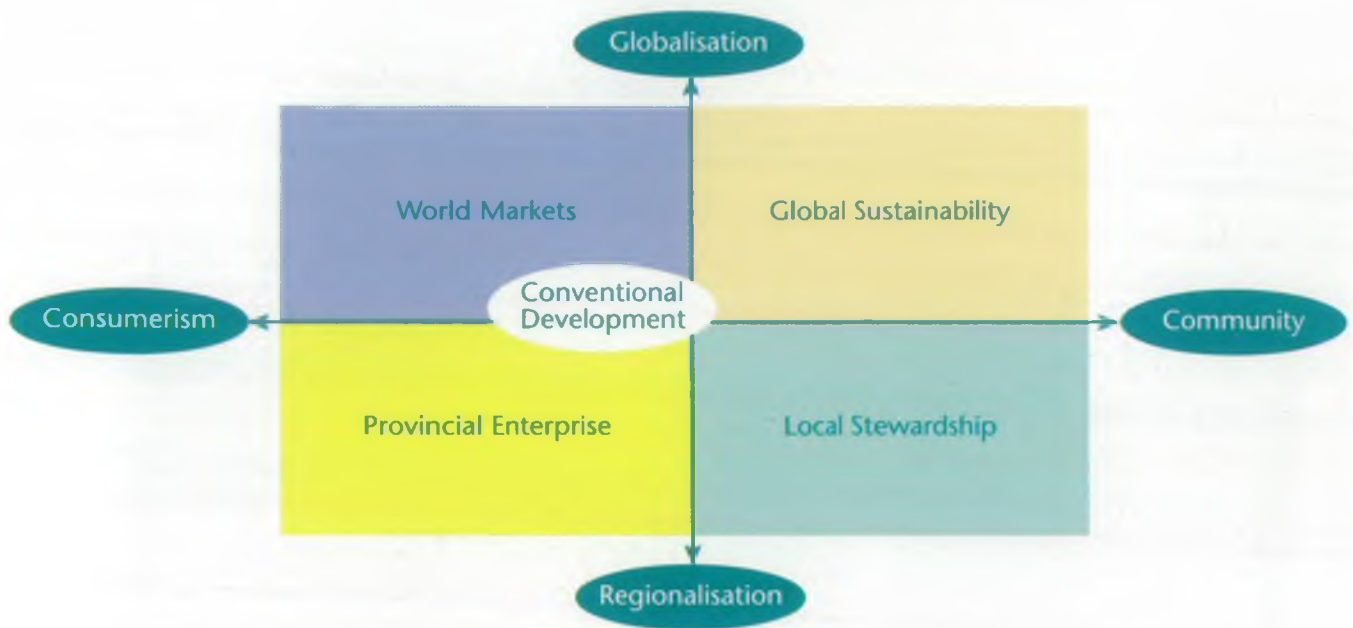 Globalisation
World Markets
Global Sustainability
Consumerism
Conventional
Development
Community
Provincial Enterprise
Local Stewardship
Regionalisation